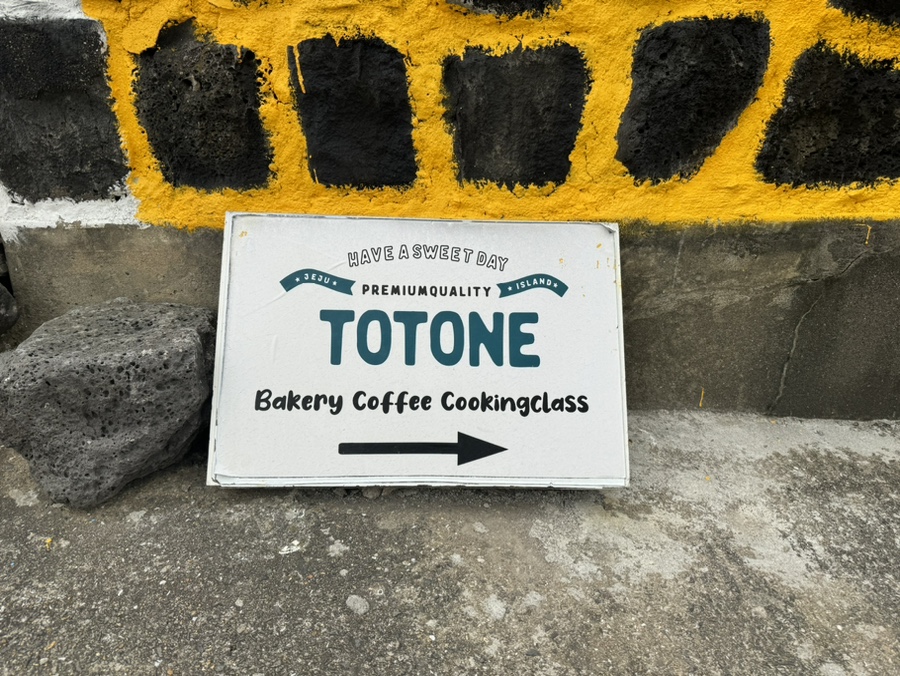 HAVE A SWEET DAY
JEJU PREMIUMQUALITY ISLAND
TOTONE
Bakery Coffee Cookingclass